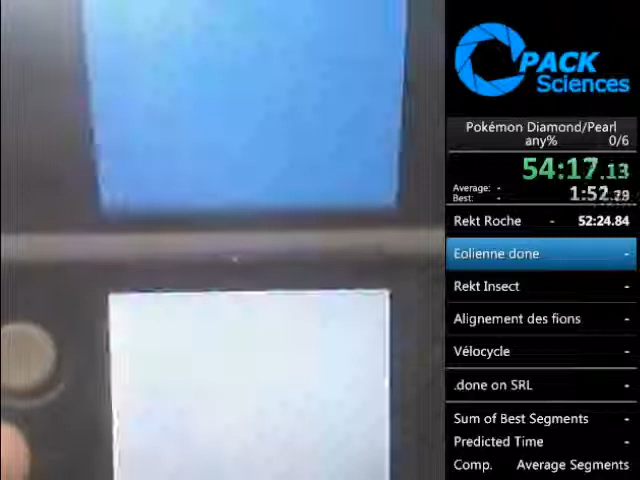 PACK
Sciences
Pokémon Diamond/Pearl
any% 0/6
54:17.13
Average: -
Best: - 1:52.79
Rekt Roche - 52:24.84
Eolienne done -
Rekt Insect -
Alignement des fions -
Vélocycle -
.done on SRL -
Sum of Best Segments -
Predicted Time -
Comp. Average Segments